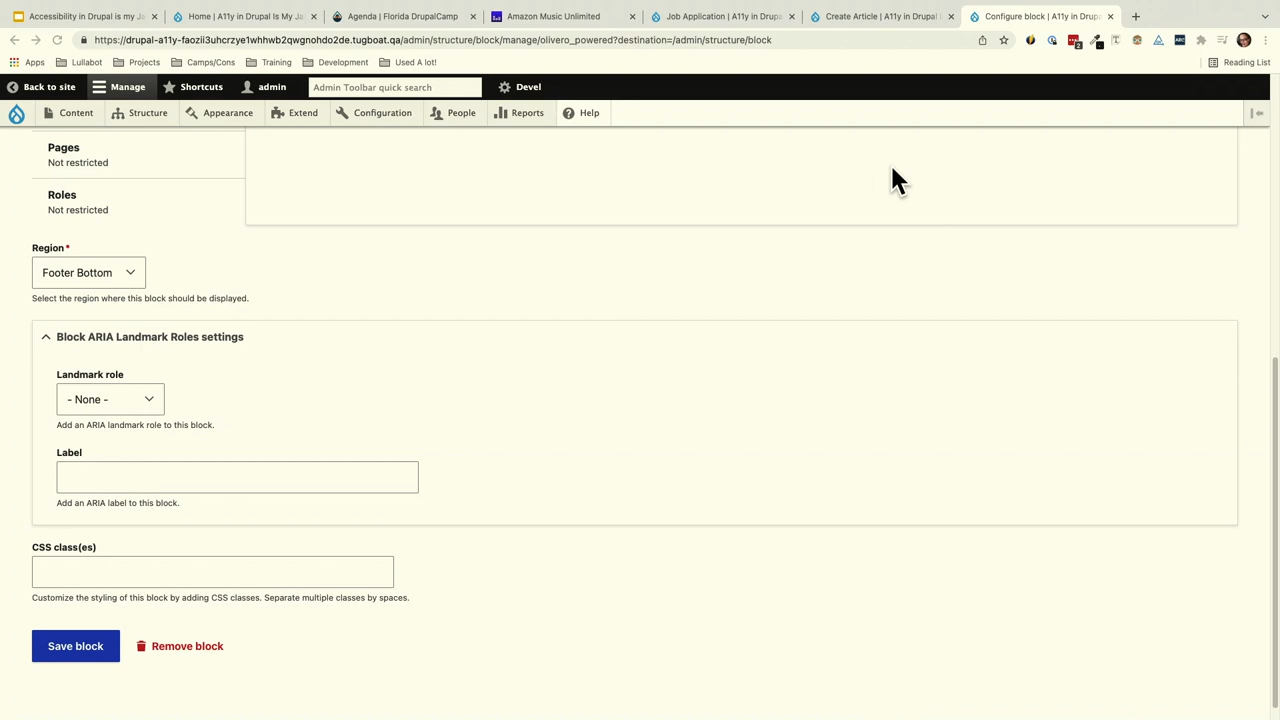 Accessibility in Drupal is my Ja
Home | A11y in Drupal Is My Ja
Agenda | Florida DrupalCamp
Amazon Music Unlimited
Job Application | A11y in Drupa
Create Article | A11y in Drupal
Configure block | A11y in Drupa
https://drupal-a11y-faozii3uhcrzye1whhwb2qwgnohdo2de.tugboat.qa/admin/structure/block/manage/olivero_powered?destination=/admin/structure/block
Apps
Lullabot
Projects
Camps/Cons
Training
Development
Used A lot!
Reading List
Back to site
Manage
Shortcuts
admin
Admin Toolbar quick search
Devel
Content
Structure
Appearance
Extend
Configuration
People
Reports
Help
Pages
Not restricted
Roles
Not restricted
Region*
Footer Bottom
Select the region where this block should be displayed.
Block ARIA Landmark Roles settings
Landmark role
- None -
Add an ARIA landmark role to this block.
Label
Add an ARIA label to this block.
CSS class(es)
Customize the styling of this block by adding CSS classes. Separate multiple classes by spaces.
Save block
Remove block